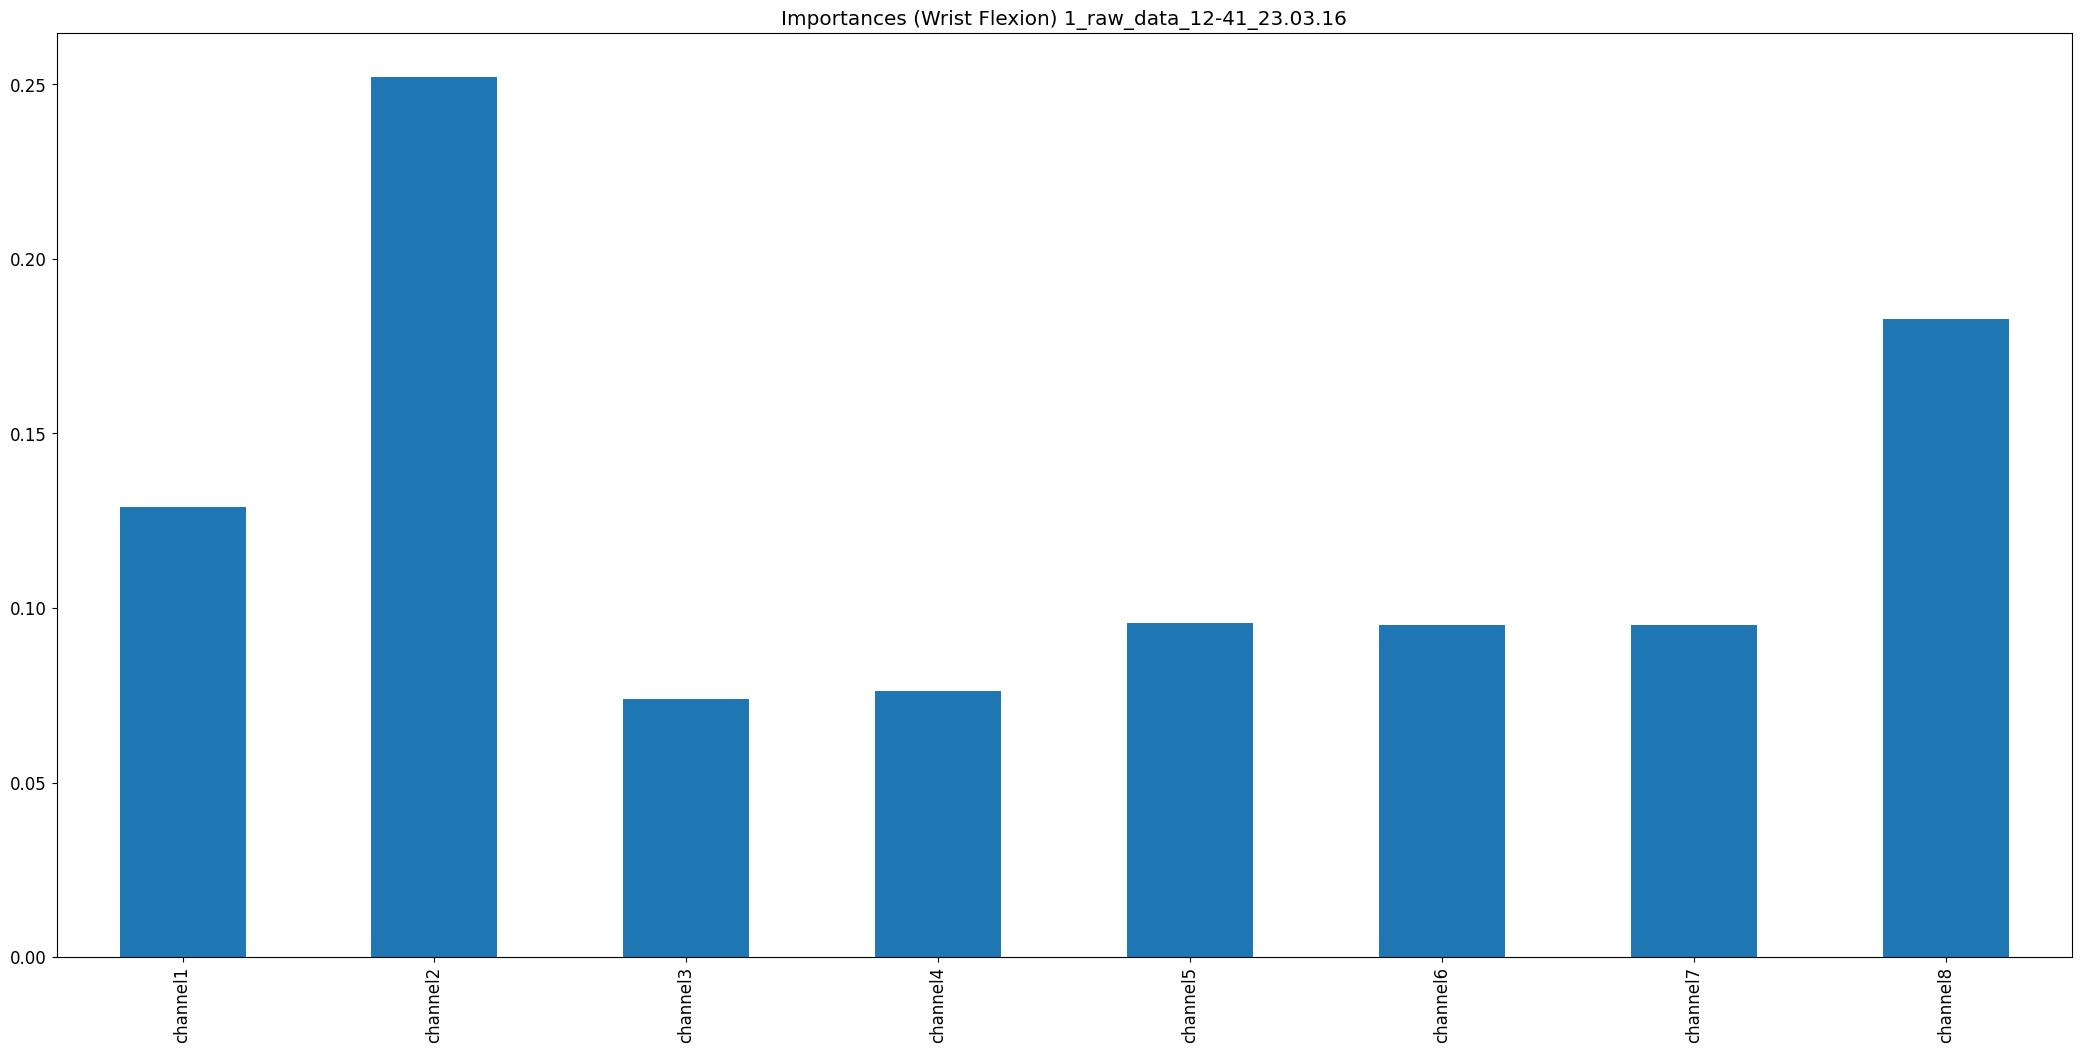 Importances (Wrist Flexion) 1_raw_data_12-41_23.03.16
0.25
0.20
0.15
0.10
0.05
0.00
channel1
channel2
channel3
channel4
channel5
channel6
channel7
channel8